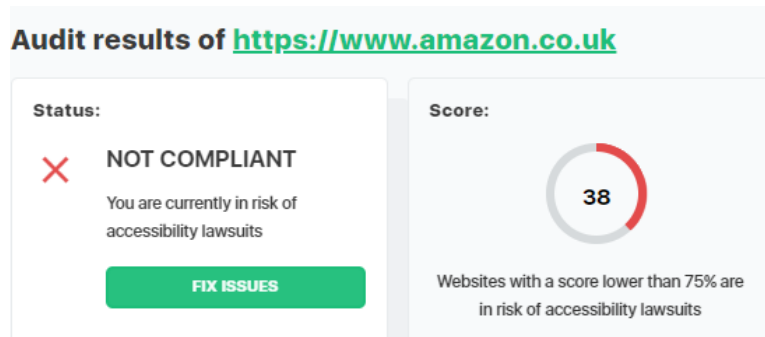 Audit results of https://www.amazon.co.uk
Status:
NOT COMPLIANT
You are currently in risk of
accessibility lawsuits
FIX ISSUES
Score:
38
Websites with a score lower than 75% are
in risk of accessibility lawsuits